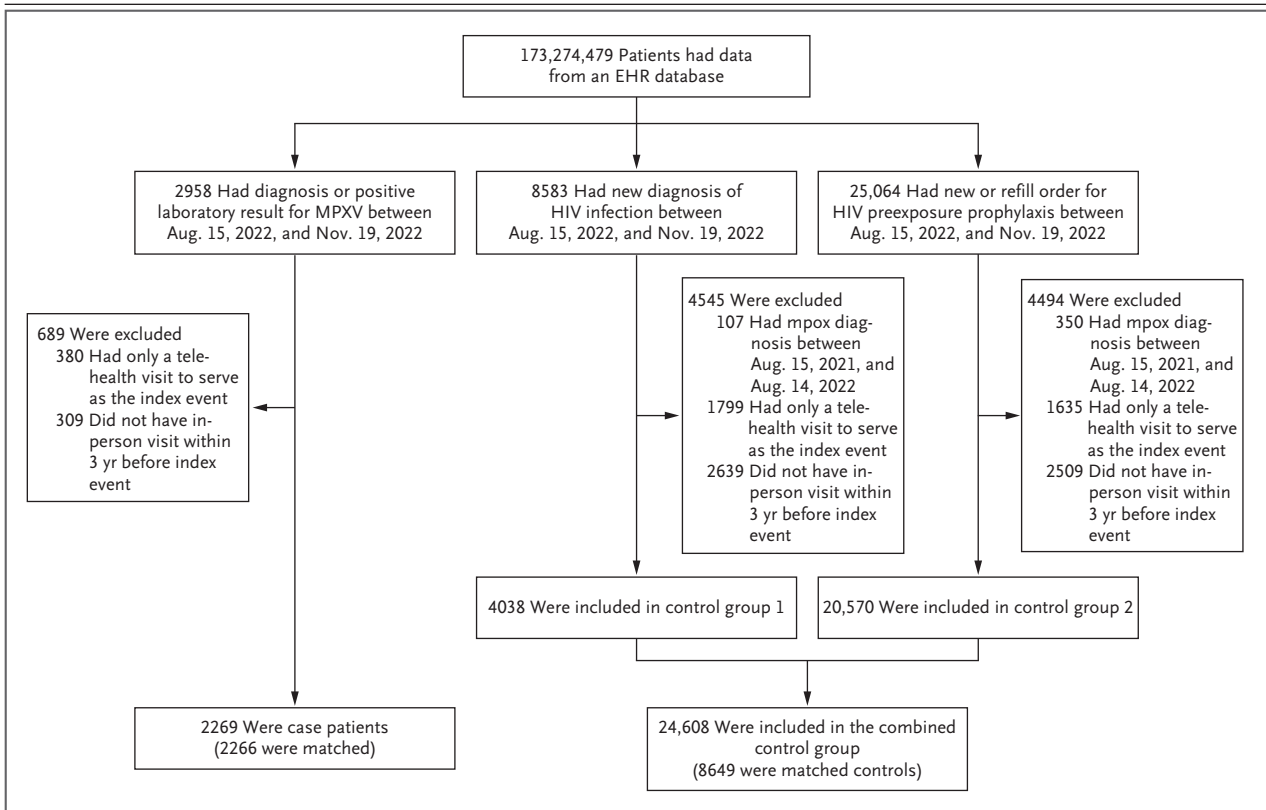 173,274,479 Patients had data
from an EHR database
2958 Had diagnosis or positive
laboratory result for MPXV between
Aug. 15, 2022, and Nov. 19, 2022
8583 Had new diagnosis of
HIV infection between
Aug. 15, 2022, and Nov. 19, 2022
25,064 Had new or refill order for
HIV preexposure prophylaxis between
Aug. 15, 2022, and Nov. 19, 2022
689 Were excluded
380 Had only a tele-
health visit to serve
as the index event
309 Did not have in-
person visit within
3 yr before index
event
4545 Were excluded
107 Had mpox diag-
nosis between
Aug. 15, 2021, and
Aug. 14, 2022
1799 Had only a tele-
health visit to serve
as the index event
2639 Did not have in-
person visit within
3 yr before index
event
4494 Were excluded
350 Had mpox diag-
nosis between
Aug. 15, 2021, and
Aug. 14, 2022
1635 Had only a tele-
health visit to serve
as the index event
2509 Did not have in-
person visit within
3 yr before index
event
4038 Were included in control group 1
20,570 Were included in control group 2
2269 Were case patients
(2266 were matched)
24,608 Were included in the combined
control group
(8649 were matched controls)